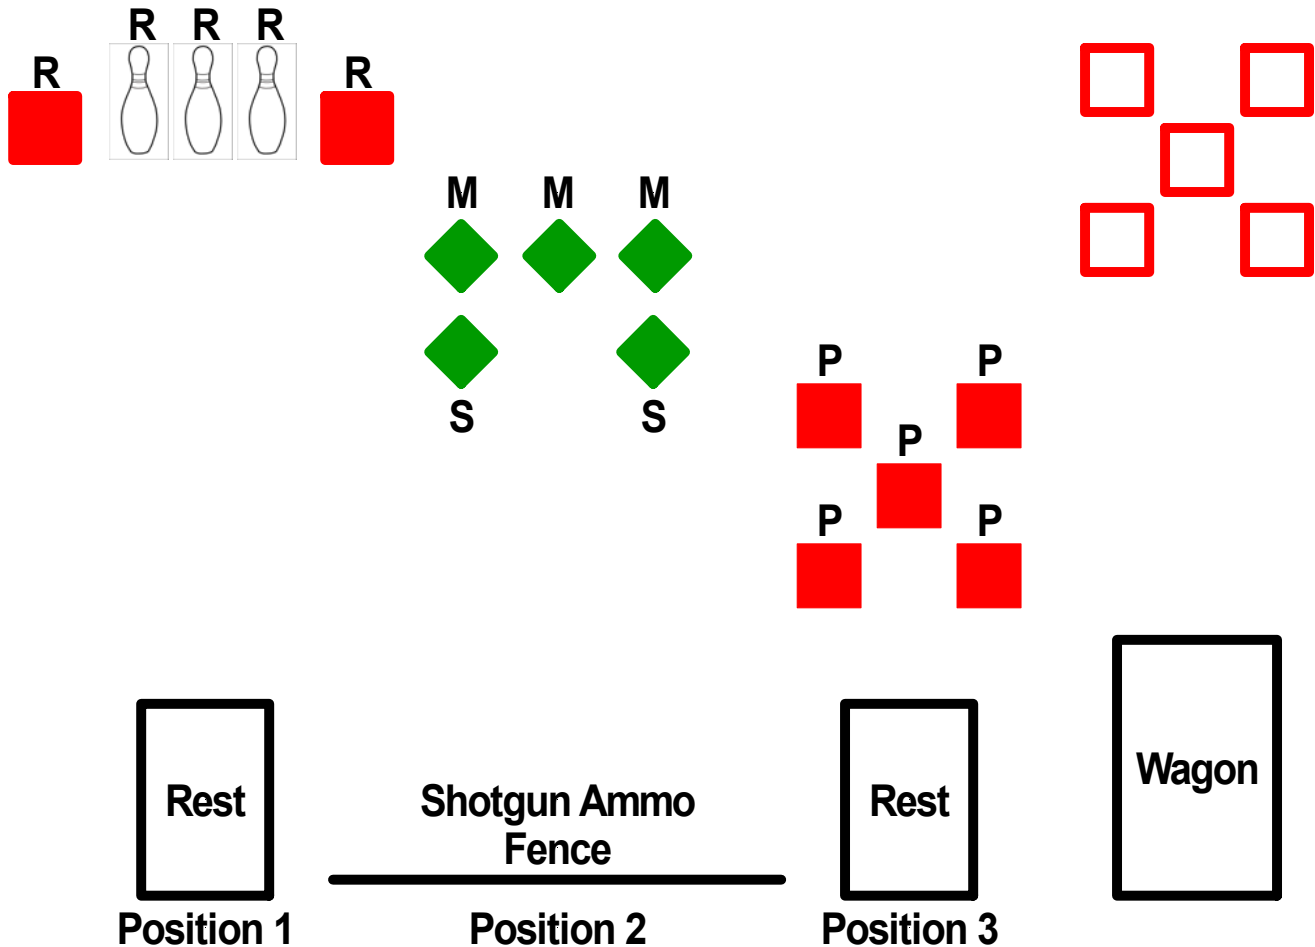 R R R
R R
M M M
S S
P P
P
P P
Rest
Shotgun Ammo
Fence
Rest
Wagon
Position 1
Position 2
Position 3